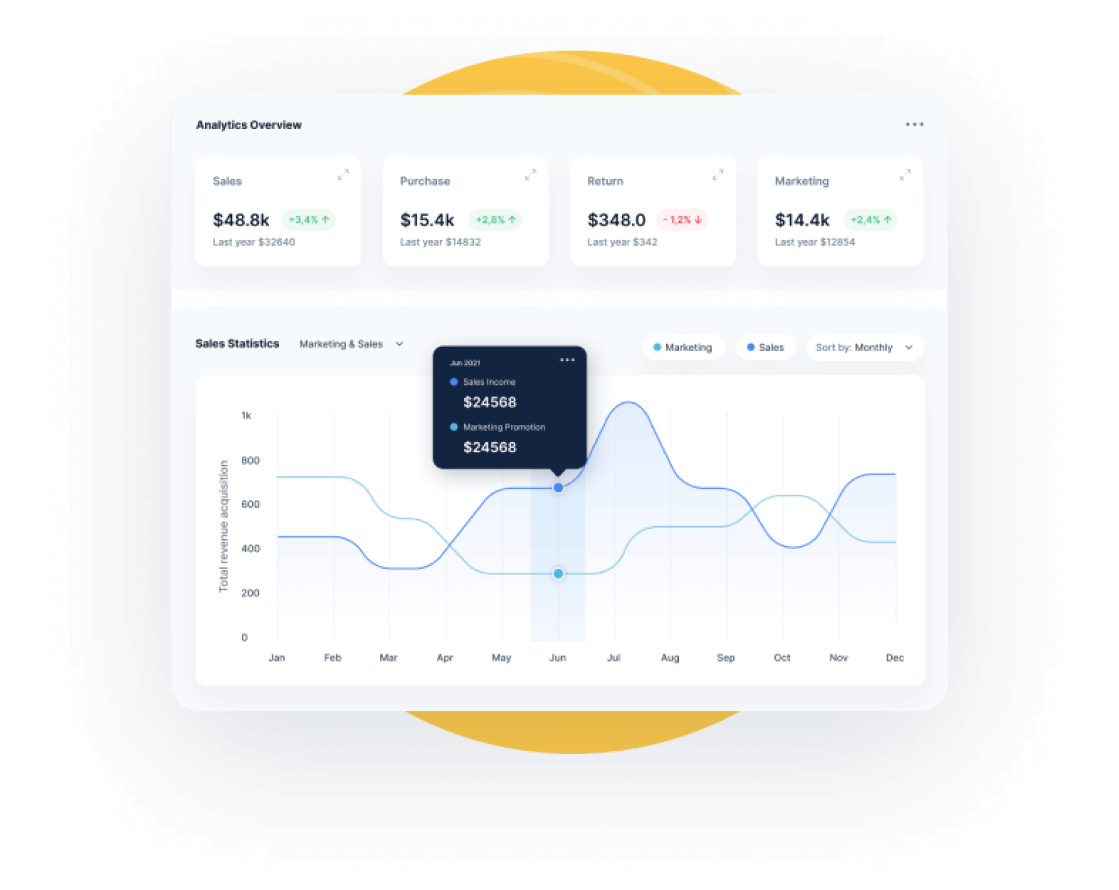 Analytics Overview
Sales
$48.8k +3,4% ↑
Last year $32640
Purchase
$15.4k +2,8% ↑
Last year $14832
Return
$348.0 -1,2% ↓
Last year $342
Marketing
$14.4k +2,4% ↑
Last year $12854
Sales Statistics Marketing & Sales
Marketing Sales Sort by: Monthly
Jun 2021
Sales Income
$24568
Marketing Promotion
$24568
Total revenue acquisition
1k
800
600
400
200
0
Jan Feb Mar Apr May Jun Jul Aug Sep Oct Nov Dec